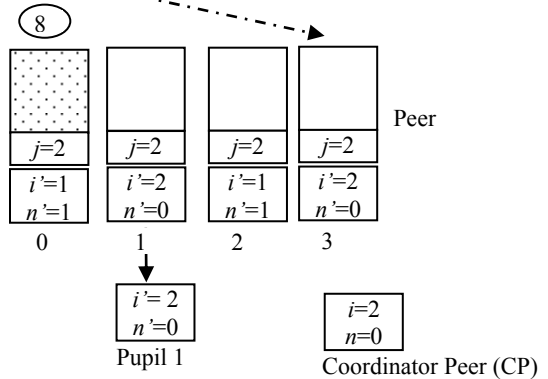 8
Peer
j=2 j=2 j=2 j=2
i’=1 i’=2 i’=1 i’=2
n’=1 n’=0 n’=1 n’=0
0 1 2 3
i’= 2
n’=0
Pupil 1
i=2
n=0
Coordinator Peer (CP)